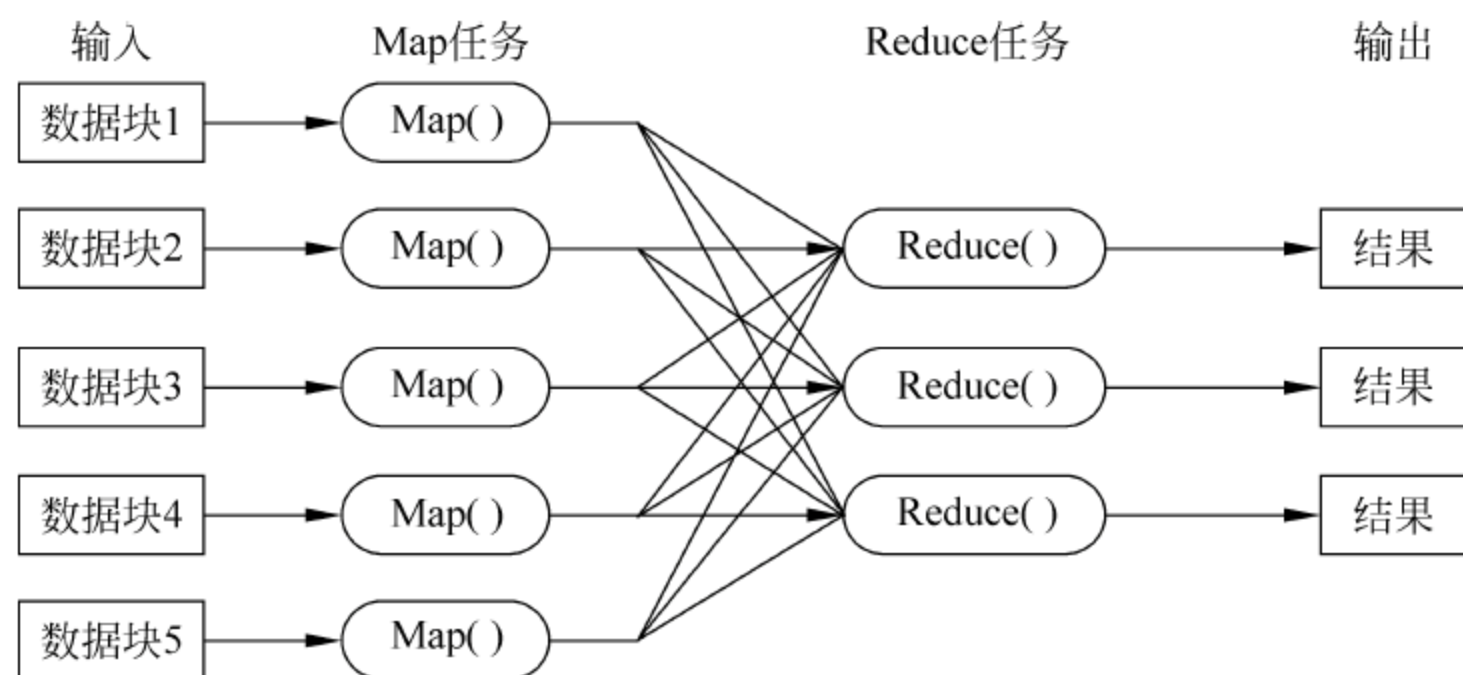 输入 Map任务 Reduce任务 输出
数据块1 Map( )
数据块2 Map( ) Reduce( ) 结果
数据块3 Map( ) Reduce( ) 结果
数据块4 Map( ) Reduce( ) 结果
数据块5 Map( )